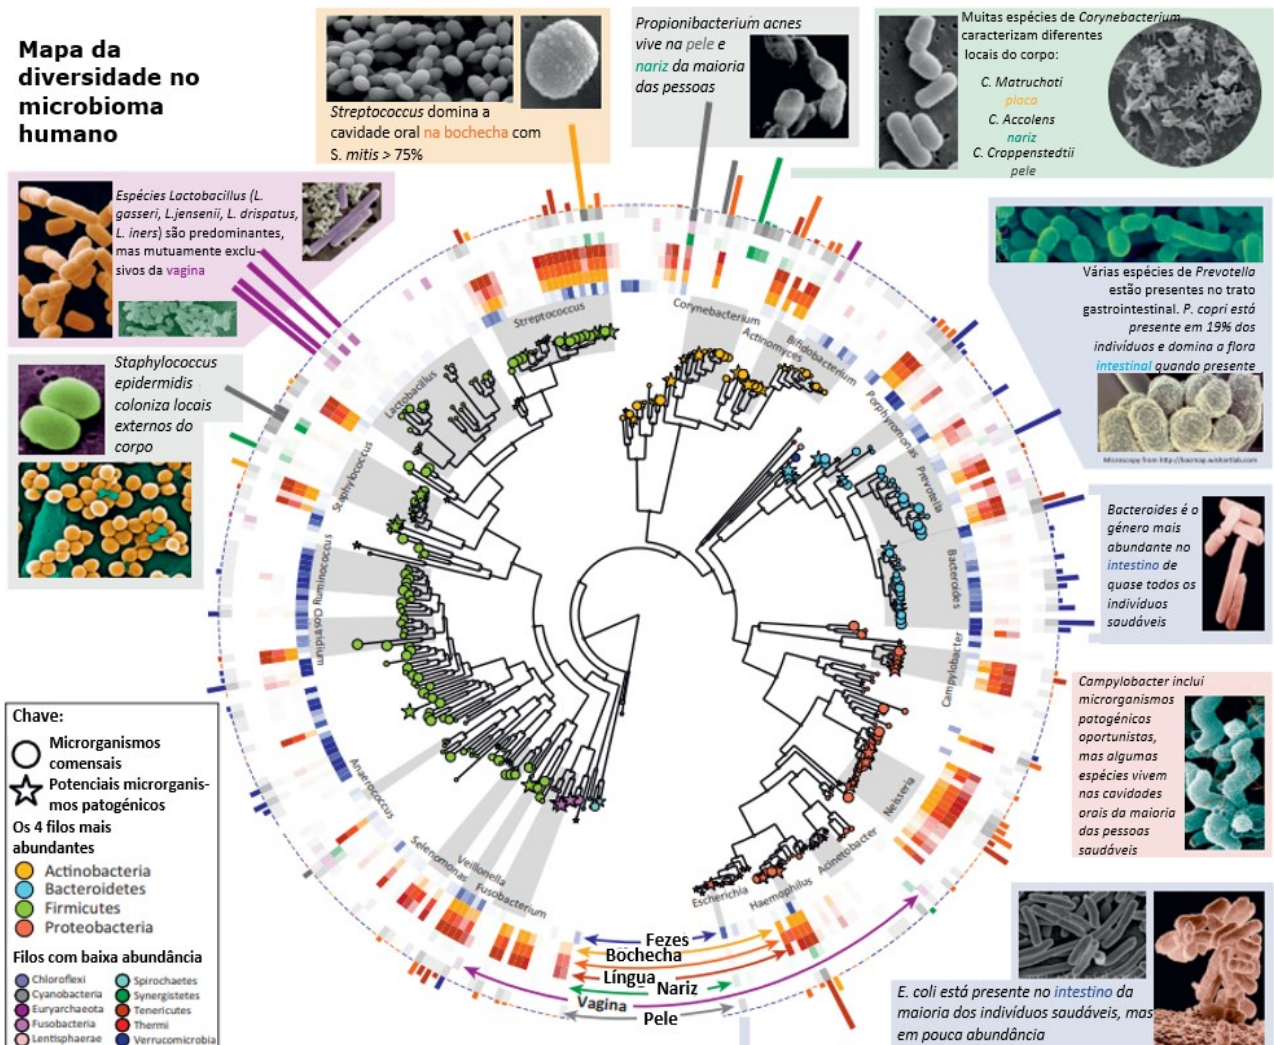 Mapa da
diversidade no
microbioma
humano
Streptococcus domina a
cavidade oral na bochecha com
S. mitis > 75%
Propionibacterium acnes
vive na pele e
nariz da maioria
das pessoas
Muitas espécies de Corynebacterium
caracterizam diferentes
locais do corpo:
C. Matruchoti
placa
C. Accolens
nariz
C. Croppenstedtii
pele
Espécies Lactobacillus (L.
gasseri, L.jensenii, L. drispatus,
L. iners) são predominantes,
mas mutuamente exclu-
sivos da vagina
Várias espécies de Prevotella
estão presentes no trato
gastrointestinal. P. copri está
presente em 19% dos
indivíduos e domina a flora
intestinal quando presente
Microscopy from http://bacmap.wishartlab.com
Staphylococcus
epidermidis
coloniza locais
externos do
corpo
Bacteroides é o
género mais
abundante no
intestino de
quase todos os
indivíduos
saudáveis
Campylobacter inclui
microrganismos
patogénicos
oportunistas,
mas algumas
espécies vivem
nas cavidades
orais da maioria
das pessoas
saudáveis
E. coli está presente no intestino da
maioria dos indivíduos saudáveis, mas
em pouca abundância
Streptococcus
Corynebacterium
Actinomyces
Bifidobacterium
Porphyromonas
Prevotella
Bacteroides
Campylobacter
Neisseria
Acinetobacter
Haemophilus
Escherichia
Fusobacterium
Veillonella
Selenomonas
Anaerococcus
Ruminococcus
Staphylococcus
Lactobacillus
Fezes
Bochecha
Língua
Nariz
Vagina
Pele
Chave:
Microrganismos
comensais
Potenciais microrganis-
mos patogénicos
Os 4 filos mais
abundantes
Actinobacteria
Bacteroidetes
Firmicutes
Proteobacteria
Filos com baixa abundância
Chloroflexi
Cyanobacteria
Euryarchaeota
Fusobacteria
Lentisphaerae
Spirochaetes
Synergistetes
Tenericutes
Thermi
Verrucomicrobia